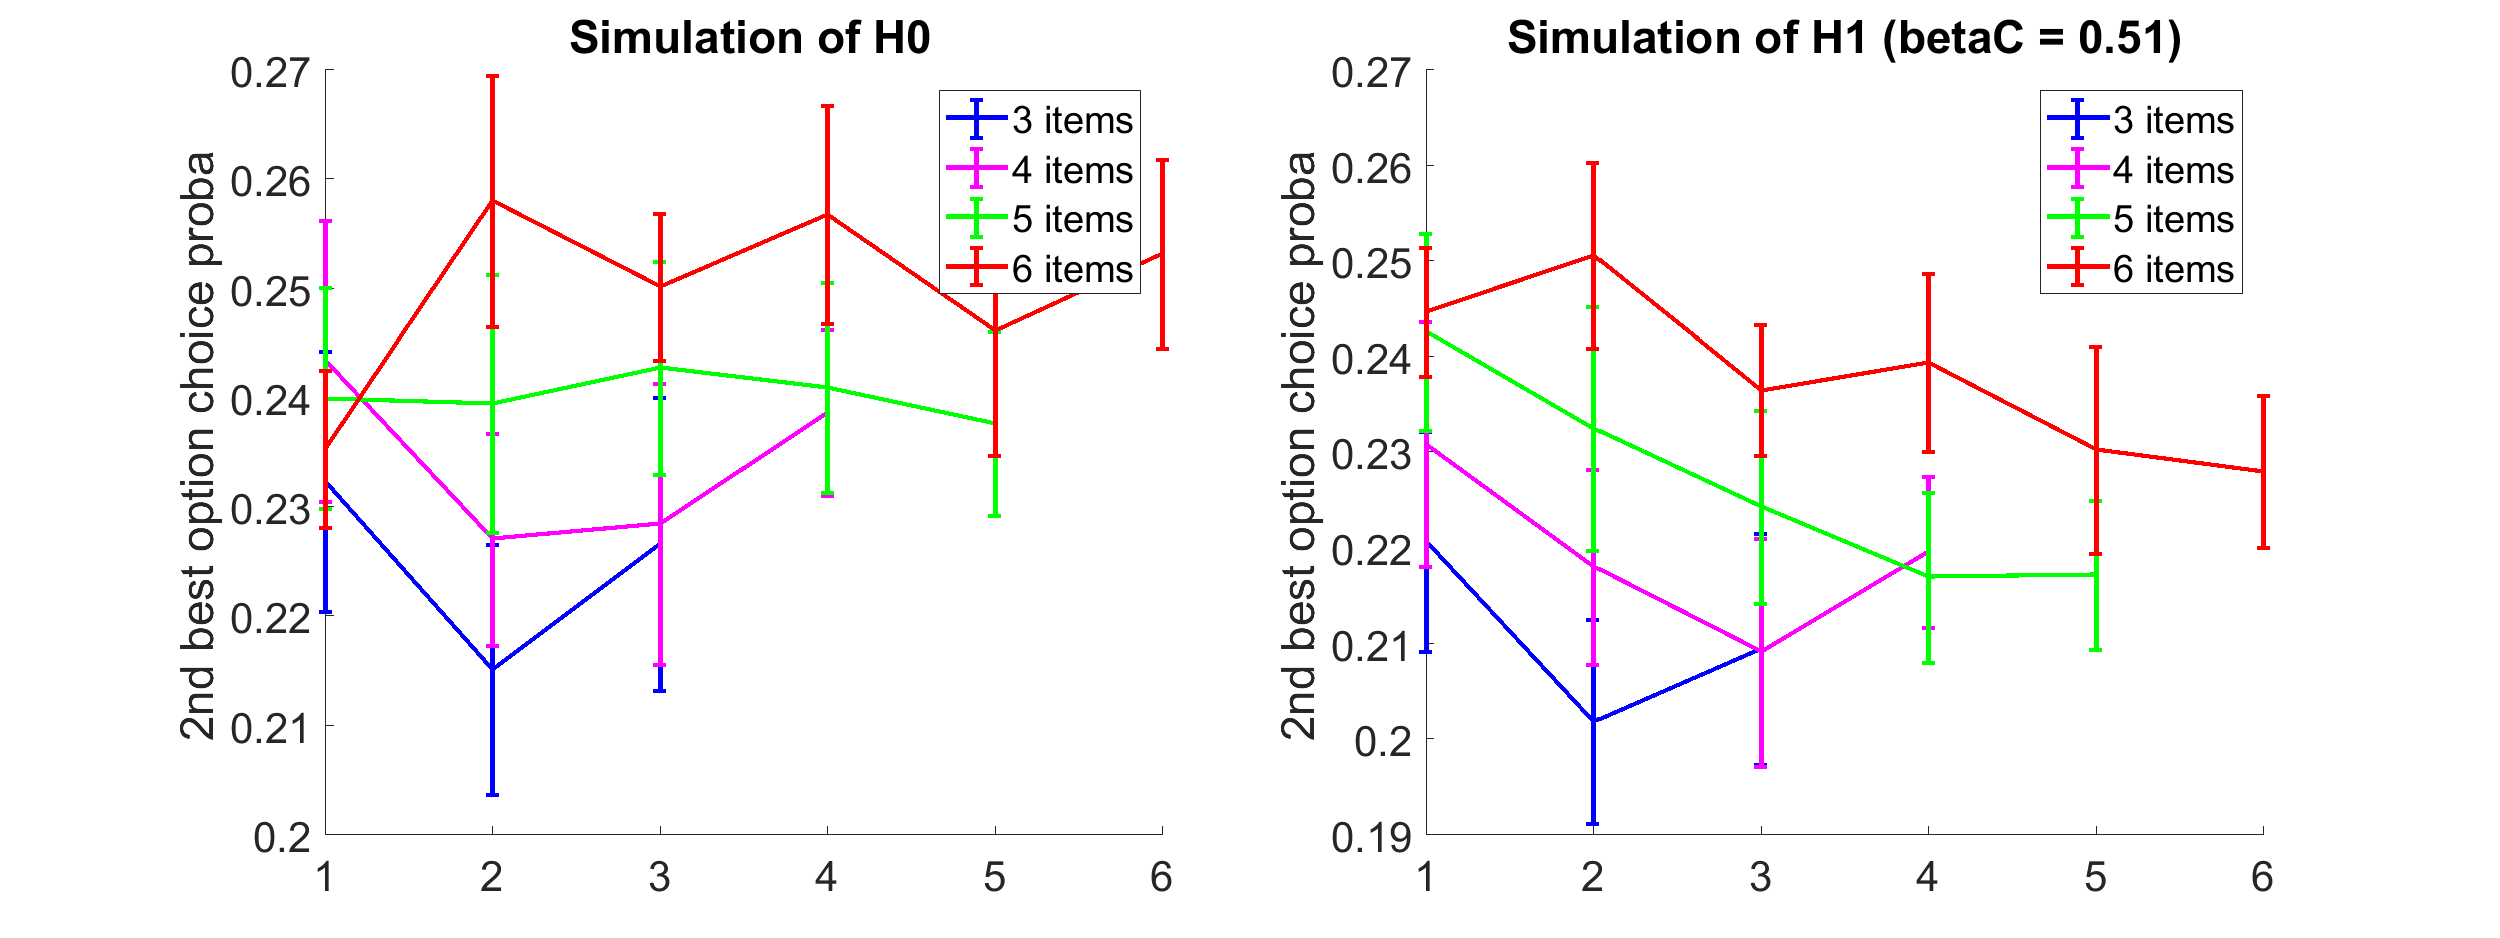 Simulation of H0
0.27
0.26
0.25
0.24
0.23
0.22
0.21
0.2
2nd best option choice proba
1 2 3 4 5 6
3 items
4 items
5 items
6 items
Simulation of H1 (betaC = 0.51)
0.27
0.26
0.25
0.24
0.23
0.22
0.21
0.2
0.19
2nd best option choice proba
1 2 3 4 5 6
3 items
4 items
5 items
6 items